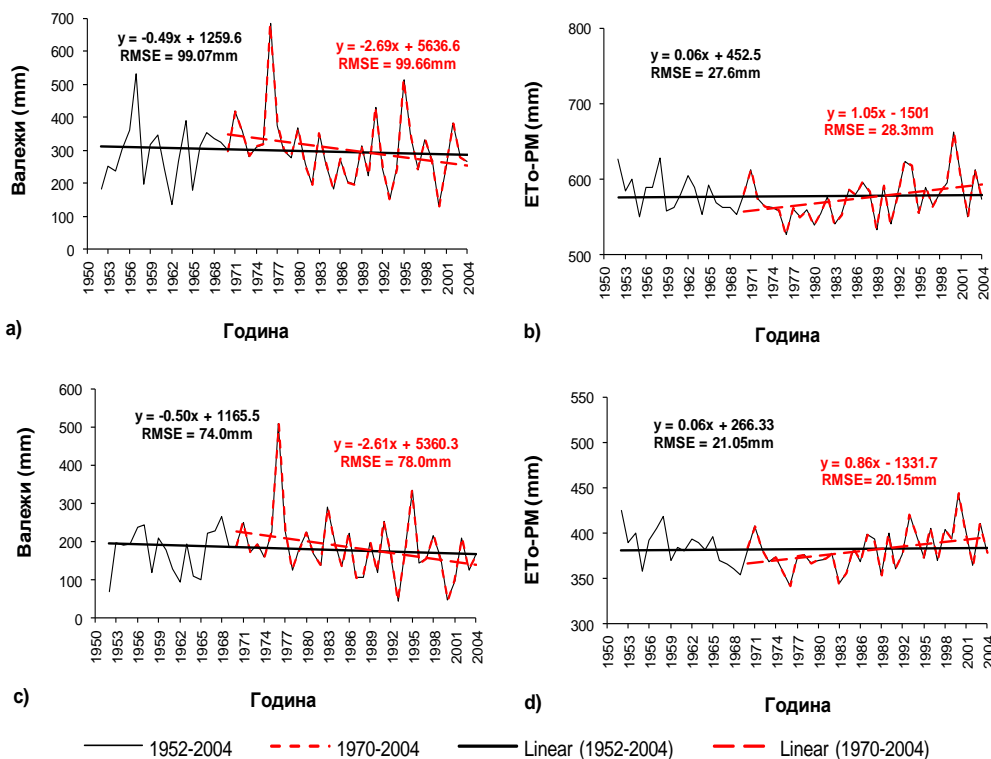 y = -0.49x + 1259.6
RMSE = 99.07mm
y = -2.69x + 5636.6
RMSE = 99.66mm
Валежи (mm)
700
600
500
400
300
200
100
0
1950 1953 1956 1959 1962 1965 1968 1971 1974 1977 1980 1983 1986 1989 1992 1995 1998 2001 2004
a)
Година
y = 0.06x + 452.5
RMSE = 27.6mm
y = 1.05x - 1501
RMSE = 28.3mm
ETo-PM (mm)
800
700
600
500
1950 1953 1956 1959 1962 1965 1968 1971 1974 1977 1980 1983 1986 1989 1992 1995 1998 2001 2004
b)
Година
y = -0.50x + 1165.5
RMSE = 74.0mm
y = -2.61x + 5360.3
RMSE = 78.0mm
Валежи (mm)
600
500
400
300
200
100
0
1950 1953 1956 1959 1962 1965 1968 1971 1974 1977 1980 1983 1986 1989 1992 1995 1998 2001 2004
c)
Година
y = 0.06x + 266.33
RMSE = 21.05mm
y = 0.86x - 1331.7
RMSE= 20.15mm
ETo-PM (mm)
550
500
450
400
350
300
1950 1953 1956 1959 1962 1965 1968 1971 1974 1977 1980 1983 1986 1989 1992 1995 1998 2001 2004
d)
Година
1952-2004 1970-2004 Linear (1952-2004) Linear (1970-2004)